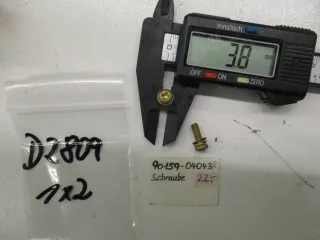 mm/inch
3.8
OFF ON ZERO
D2809
1x2
90159-04043
Schraube 22,-